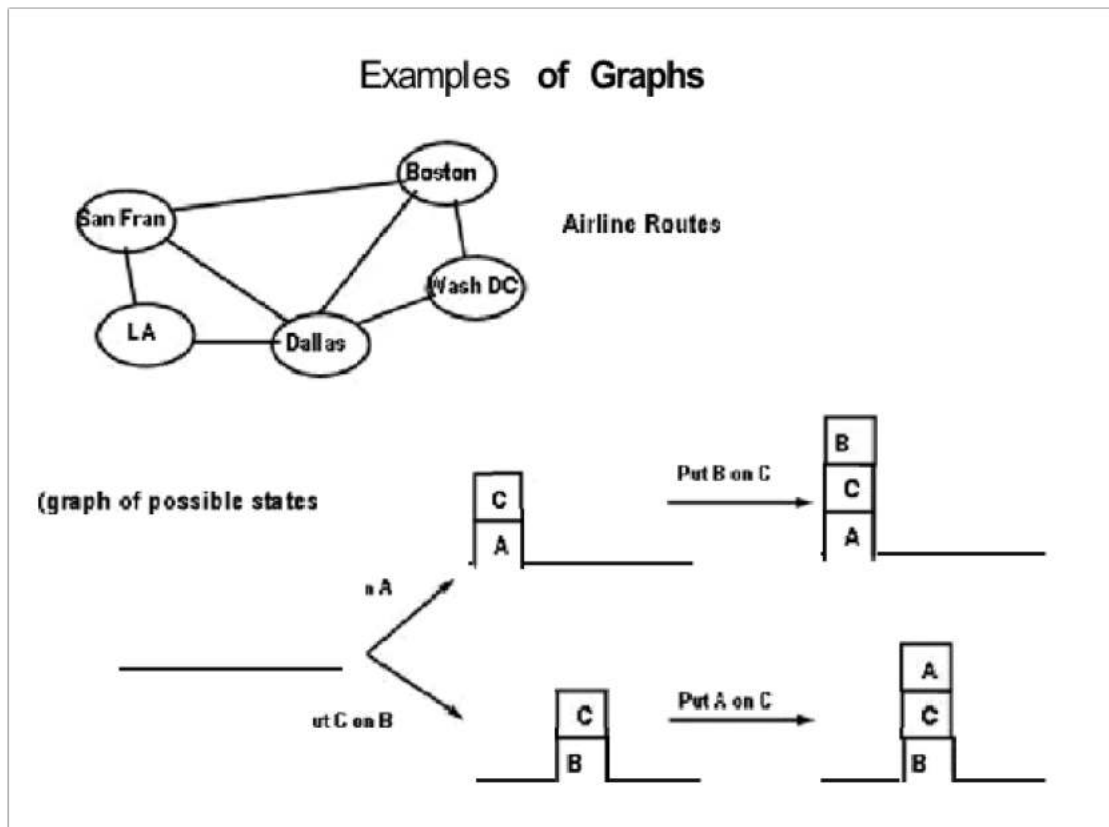 Examples of Graphs
Boston
San Fran
Airline Routes
Wash DC
LA
Dallas
B
Put B on C
C
C
(graph of possible states
A
A
n A
A
Put A on C
C
C
ut C on B
B
B